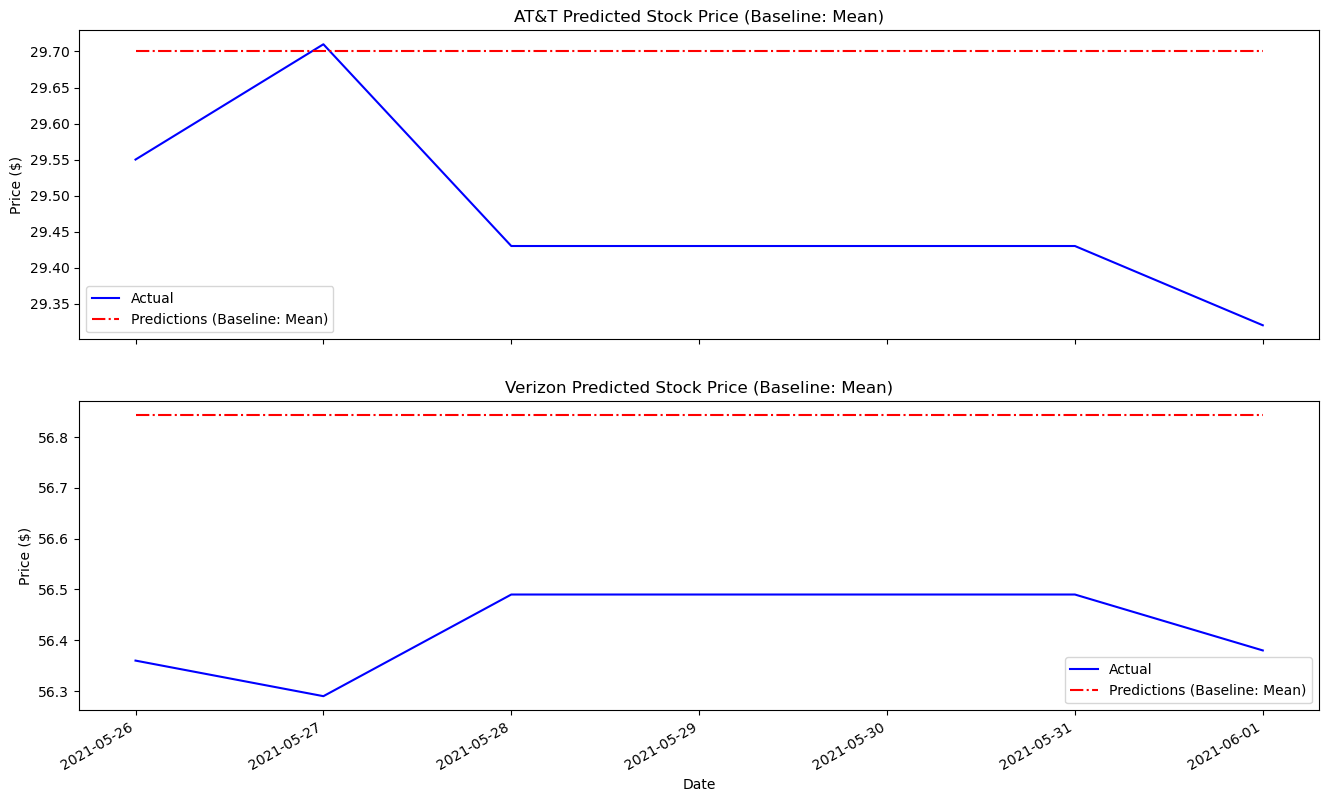 AT&T Predicted Stock Price (Baseline: Mean)
Price ($)
29.70
29.65
29.60
29.55
29.50
29.45
29.40
29.35
Actual
Predictions (Baseline: Mean)
Verizon Predicted Stock Price (Baseline: Mean)
Price ($)
56.8
56.7
56.6
56.5
56.4
56.3
Actual
Predictions (Baseline: Mean)
2021-05-26
2021-05-27
2021-05-28
2021-05-29
2021-05-30
2021-05-31
2021-06-01
Date